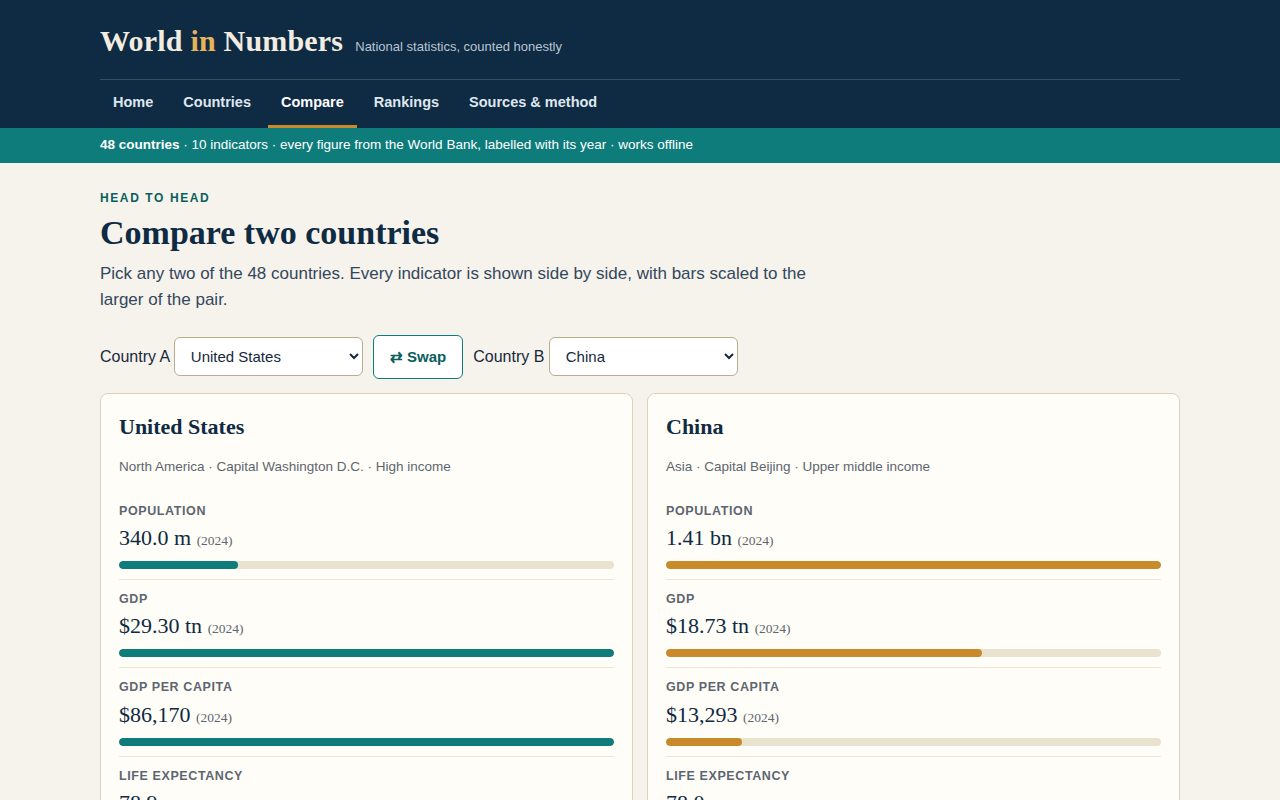 World in Numbers National statistics, counted honestly
Home Countries Compare Rankings Sources & method
48 countries · 10 indicators · every figure from the World Bank, labelled with its year · works offline
HEAD TO HEAD
Compare two countries
Pick any two of the 48 countries. Every indicator is shown side by side, with bars scaled to the
larger of the pair.
Country A United States ⇄ Swap Country B China
United States
North America · Capital Washington D.C. · High income
POPULATION
340.0 m (2024)
GDP
$29.30 tn (2024)
GDP PER CAPITA
$86,170 (2024)
LIFE EXPECTANCY
China
Asia · Capital Beijing · Upper middle income
POPULATION
1.41 bn (2024)
GDP
$18.73 tn (2024)
GDP PER CAPITA
$13,293 (2024)
LIFE EXPECTANCY